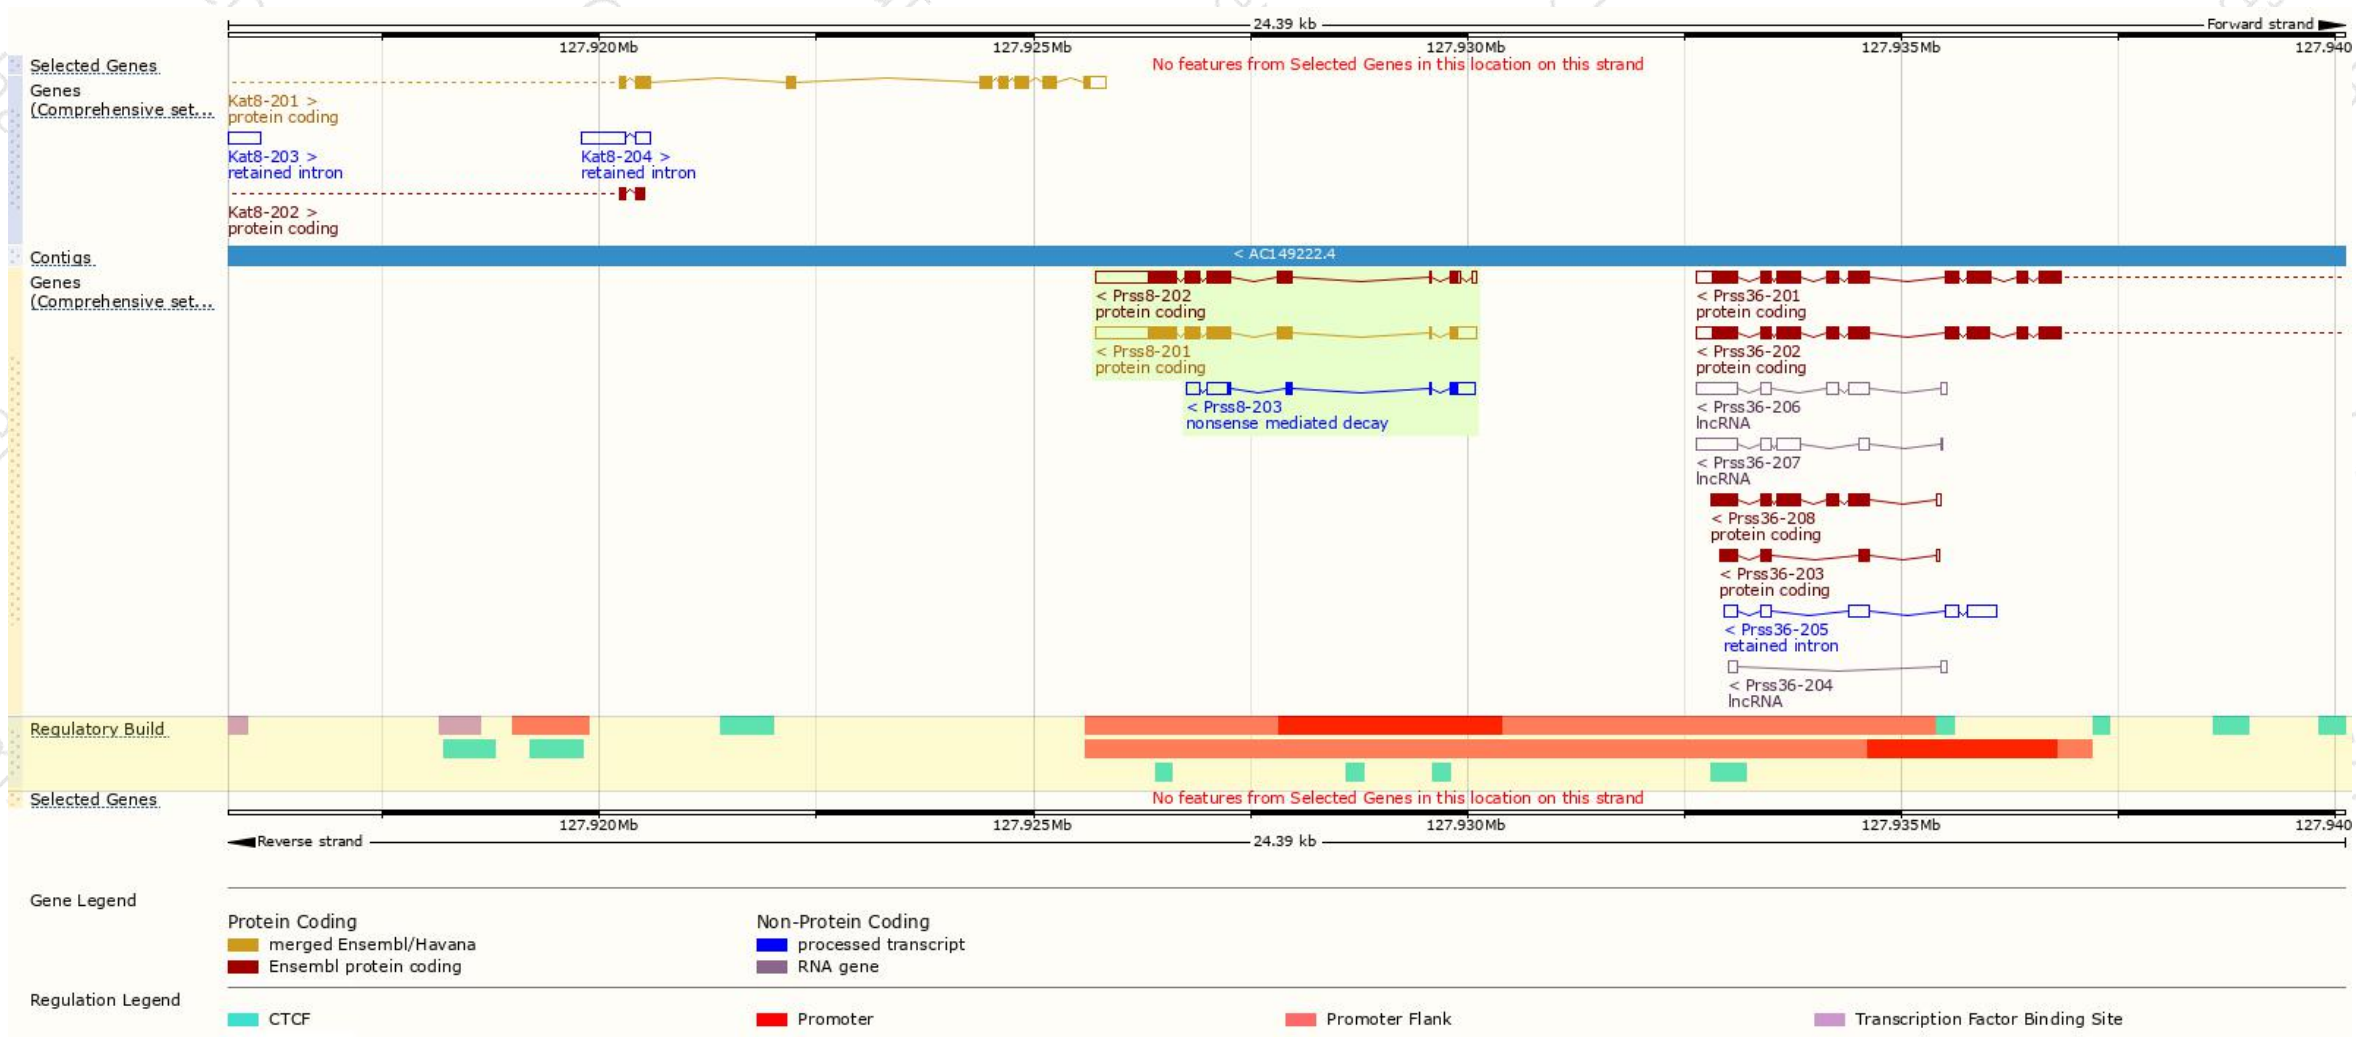 24.39 kb Forward strand
127.920Mb 127.925Mb 127.930Mb 127.935Mb 127.940
Selected Genes No features from Selected Genes in this location on this strand
Genes
(Comprehensive set...
Kat8-201 >
protein coding
Kat8-203 > Kat8-204 >
retained intron retained intron
Kat8-202 >
protein coding
Contigs < AC149222.4
Genes
(Comprehensive set...
< Prss8-202 < Prss36-201
protein coding protein coding
< Prss8-201 < Prss36-202
protein coding protein coding
< Prss8-203 < Prss36-206
nonsense mediated decay lncRNA
< Prss36-207
lncRNA
< Prss36-208
protein coding
< Prss36-203
protein coding
< Prss36-205
retained intron
< Prss36-204
lncRNA
Regulatory Build
Selected Genes No features from Selected Genes in this location on this strand
127.920Mb 127.925Mb 127.930Mb 127.935Mb 127.940
Reverse strand 24.39 kb
Gene Legend
Protein Coding Non-Protein Coding
merged Ensembl/Havana processed transcript
Ensembl protein coding RNA gene
Regulation Legend
CTCF Promoter Promoter Flank Transcription Factor Binding Site